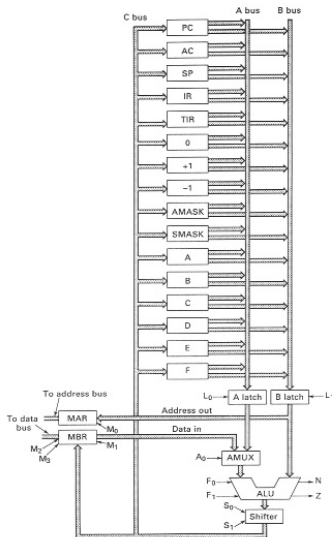 C bus
A bus
B bus
PC
AC
SP
IR
TIR
0
+1
−1
AMASK
SMASK
A
B
C
D
E
F
L0
A latch
B latch
To address bus
MAR
M0
Address out
To data bus
MBR
M1
M2
M3
Data in
A0
AMUX
F0
F1
ALU
N
Z
S0
S1
Shifter